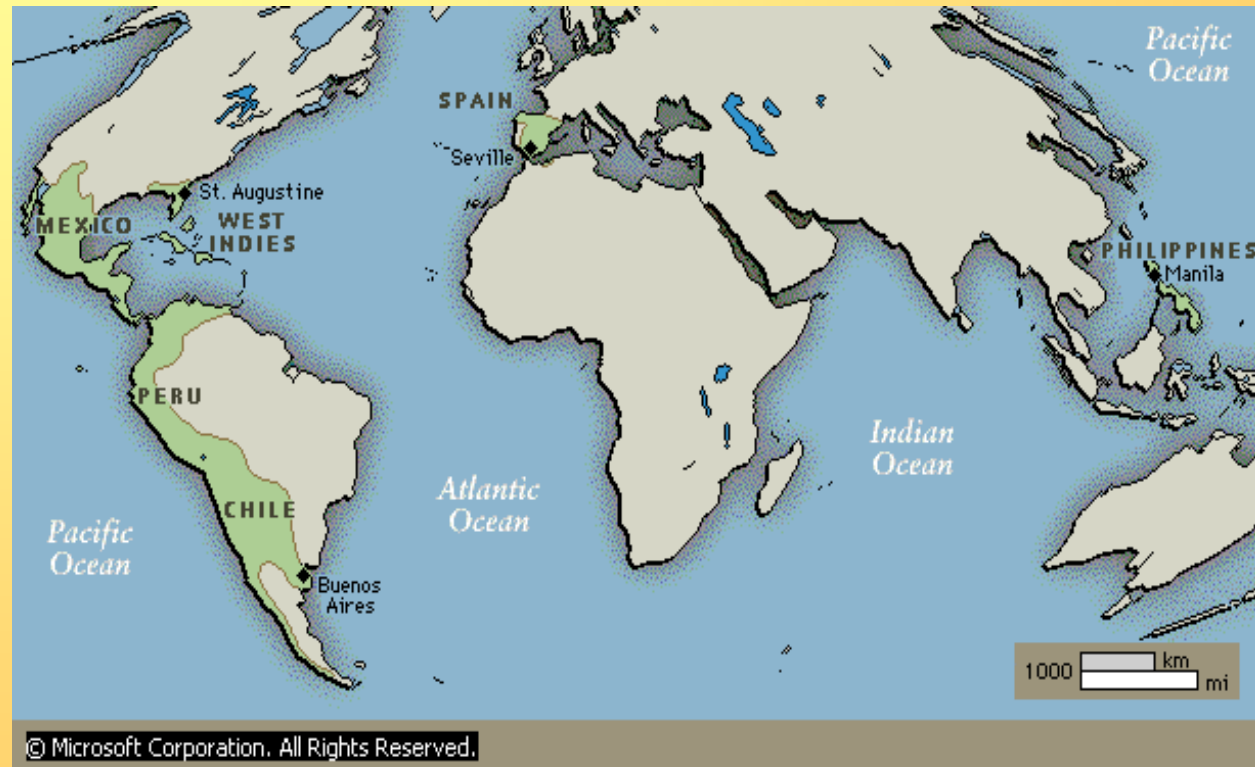 Pacific
Ocean
SPAIN
Seville
St. Augustine
MEXICO
WEST
INDIES
PHILIPPINES
Manila
PERU
Indian
Ocean
CHILE
Atlantic
Ocean
Pacific
Ocean
Buenos
Aires
1000 km
mi
© Microsoft Corporation. All Rights Reserved.